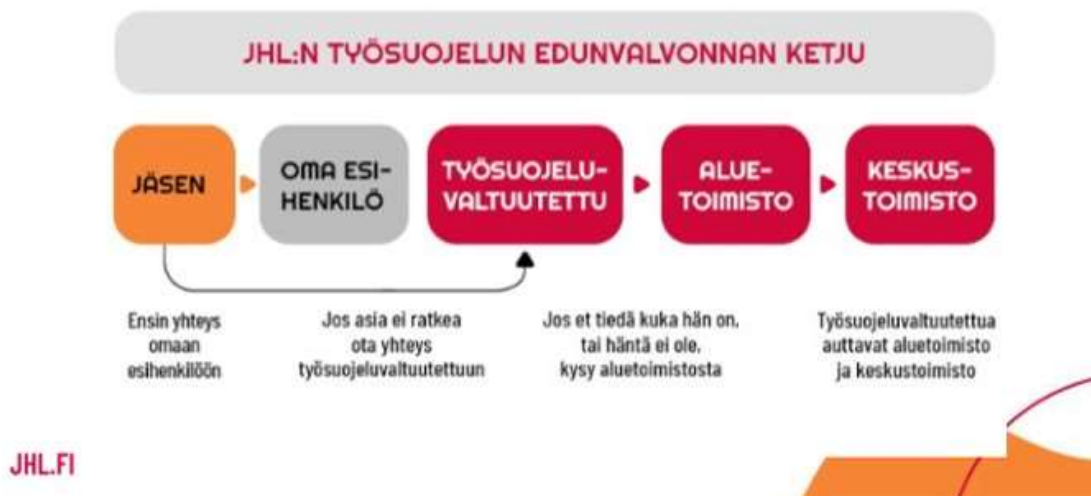 JHL:N TYÖSUOJELUN EDUNVALVONNAN KETJU
JÄSEN
OMA ESI-
HENKILÖ
TYÖSUOJELU-
VALTUUTETTU
ALUE-
TOIMISTO
KESKUS-
TOIMISTO
Ensin yhteys
omaan
esihenkilöön
Jos asia ei ratkea
ota yhteys
työsuojeluvaltuutettuun
Jos et tiedä kuka hän on,
tai häntä ei ole,
kysy aluetoimistosta
Työsuojeluvaltuutettua
auttavat aluetoimisto
ja keskustoimisto
JHL.FI